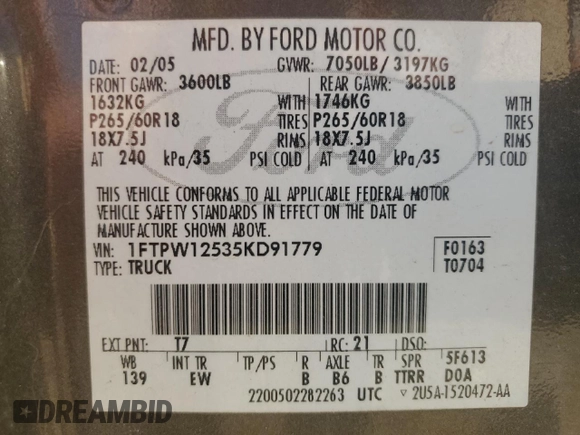 MFD. BY FORD MOTOR CO.
DATE: 02/05 GVWR: 7050LB/ 3197KG
FRONT GAWR: 3600LB REAR GAWR: 3850LB
1632KG WITH 1746KG WITH
P265/60R18 TIRES P265/60R18 TIRES
18X7.5J RIMS 18X7.5J RIMS
AT 240 kPa/35 PSI COLD AT 240 kPa/35 PSI COLD
THIS VEHICLE CONFORMS TO ALL APPLICABLE FEDERAL MOTOR
VEHICLE SAFETY STANDARDS IN EFFECT ON THE DATE OF
MANUFACTURE SHOWN ABOVE.
VIN: 1FTPW12535KD91779 F0163
TYPE: TRUCK T0704
EXT PNT: T7 RC: 21 DSO:
WB INT TR TP/PS R AXLE TR SPR 5F613
139 EW B B6 B TTRR DOA
2200502282263 UTC ▽ 2U5A-1520472-AA
Ford
DREAMBID